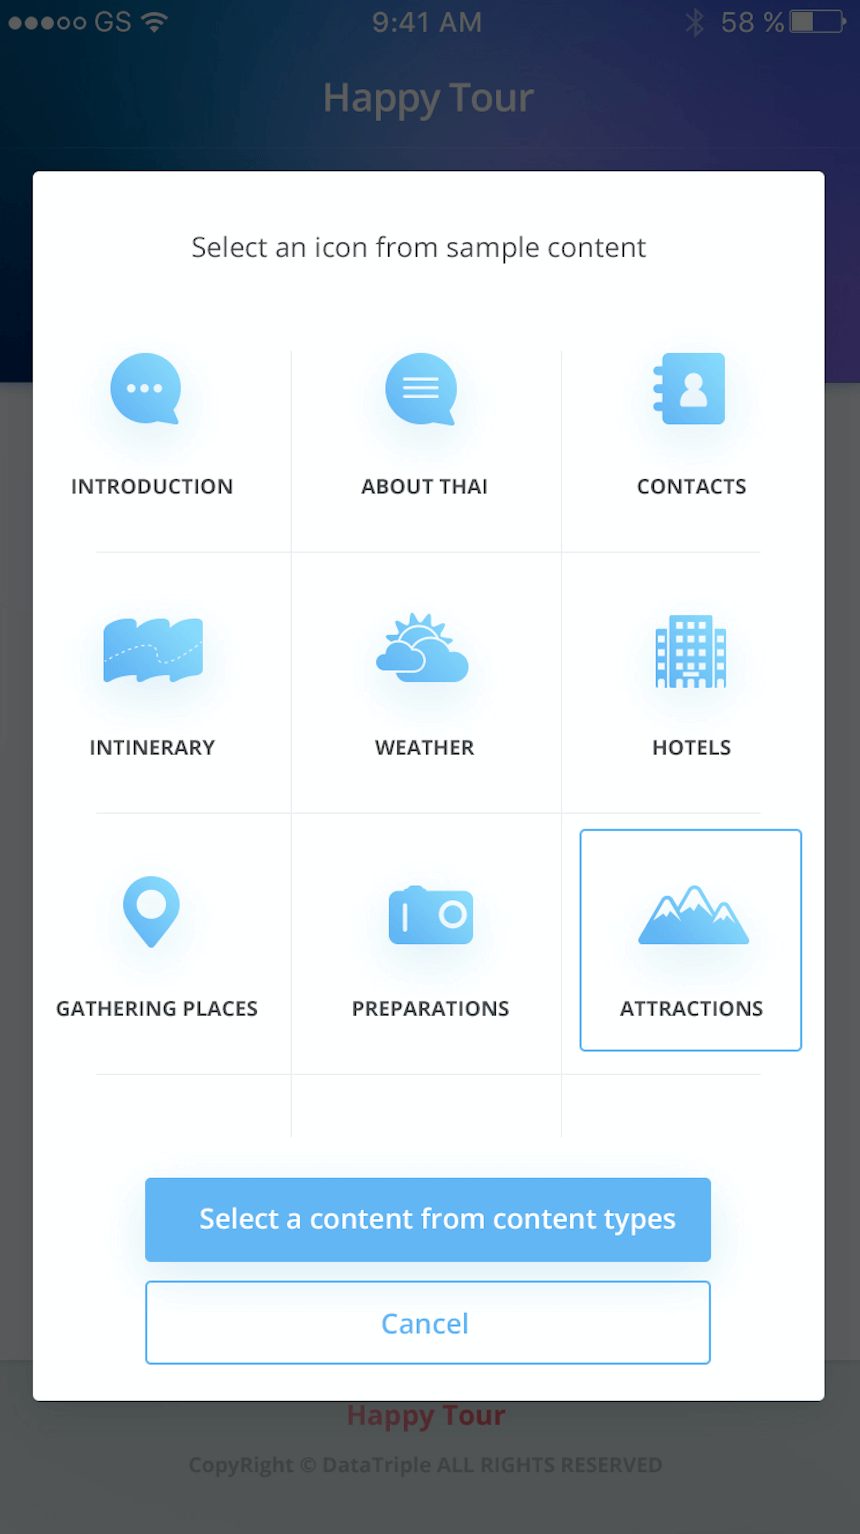 GS 9:41 AM 58 %
Happy Tour
Select an icon from sample content
INTRODUCTION ABOUT THAI CONTACTS
INTINERARY WEATHER HOTELS
GATHERING PLACES PREPARATIONS ATTRACTIONS
Select a content from content types
Cancel
Happy Tour
CopyRight © DataTriple ALL RIGHTS RESERVED